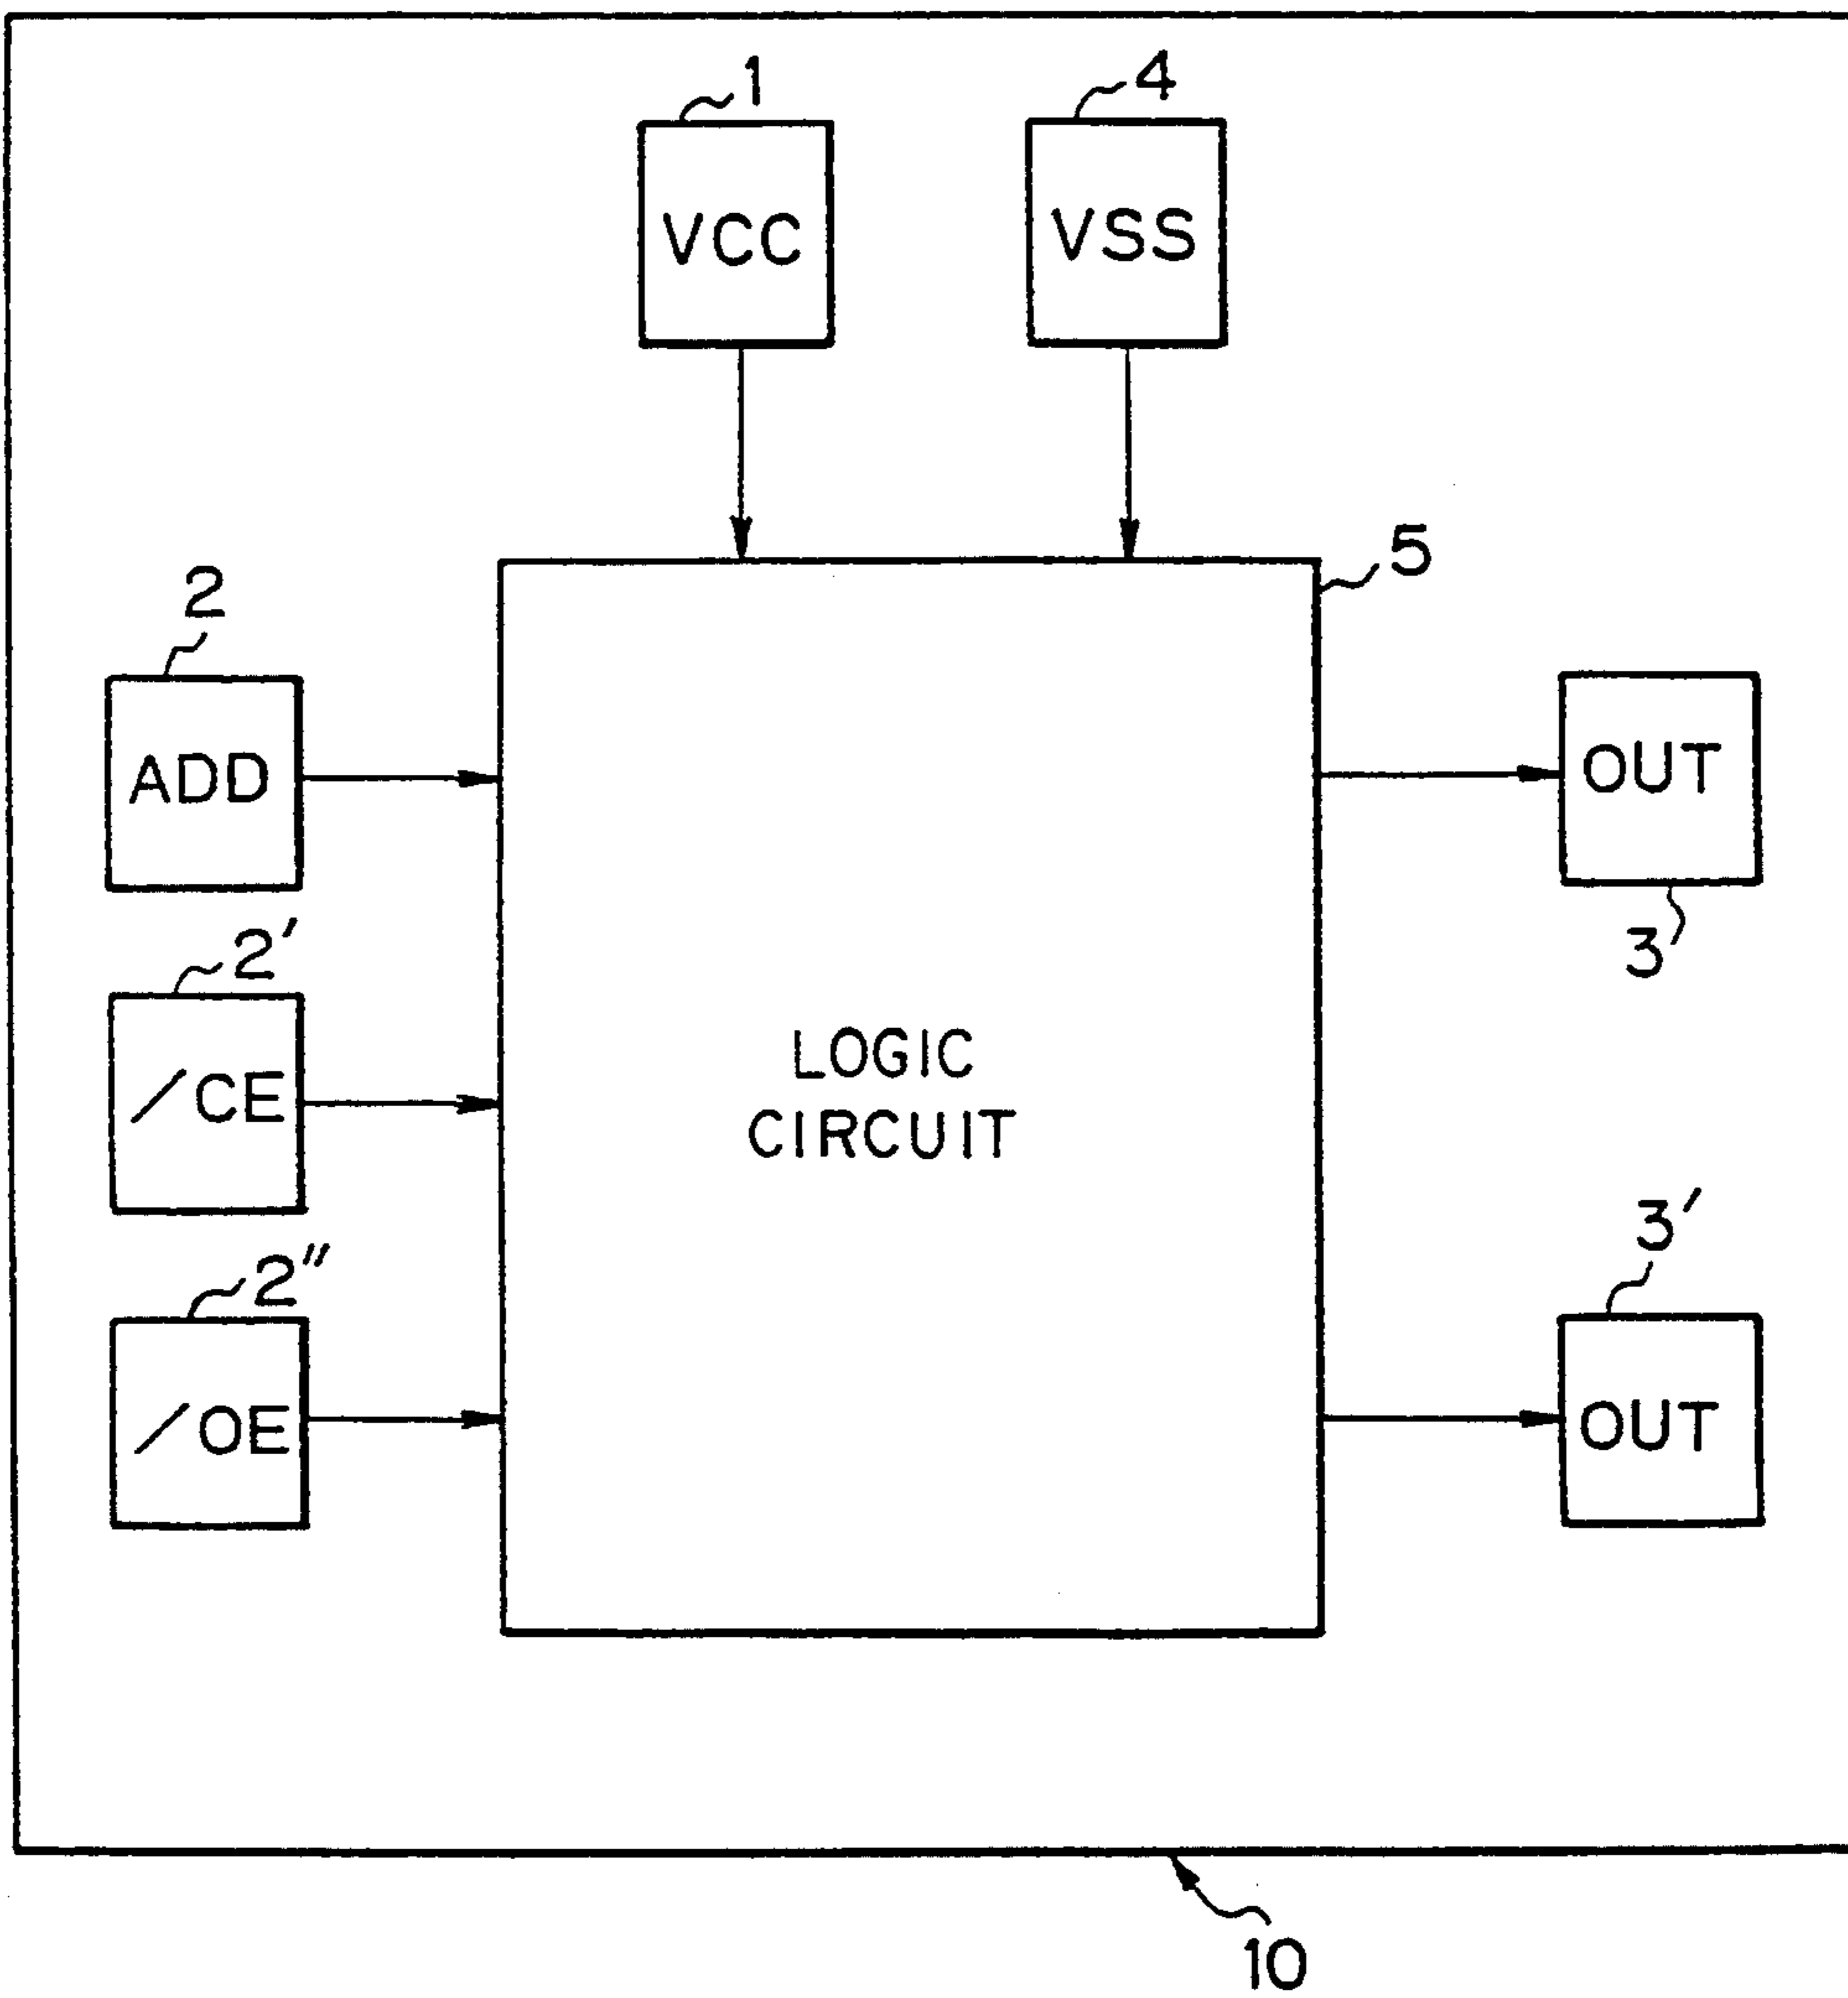 1
4
VCC
VSS
5
2
ADD
OUT
3
2'
/CE
LOGIC
CIRCUIT
3'
2"
/OE
OUT
10